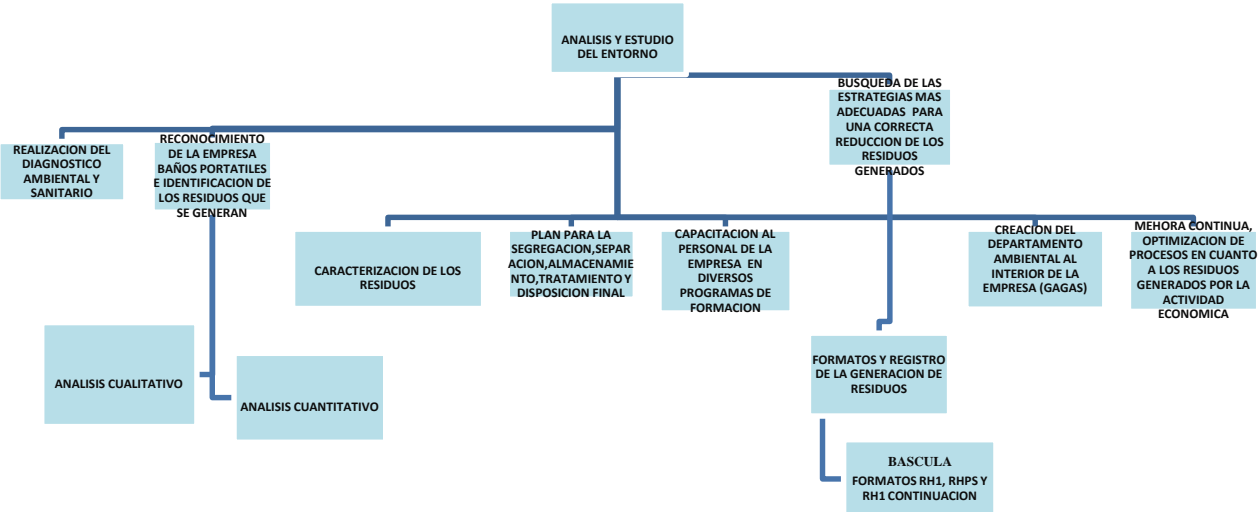 ANALISIS Y ESTUDIO
DEL ENTORNO
BUSQUEDA DE LAS
ESTRATEGIAS MAS
ADECUADAS PARA
UNA CORRECTA
REDUCCION DE LOS
RESIDUOS
GENERADOS
REALIZACION DEL
DIAGNOSTICO
AMBIENTAL Y
SANITARIO
RECONOCIMIENTO
DE LA EMPRESA
BAÑOS PORTATILES
E IDENTIFICACION DE
LOS RESIDUOS QUE
SE GENERAN
CARACTERIZACION DE LOS
RESIDUOS
PLAN PARA LA
SEGREGACION,SEPAR
ACION,ALMACENAMIE
NTO,TRATAMIENTO Y
DISPOSICION FINAL
CAPACITACION AL
PERSONAL DE LA
EMPRESA EN
DIVERSOS
PROGRAMAS DE
FORMACION
CREACION DEL
DEPARTAMENTO
AMBIENTAL AL
INTERIOR DE LA
EMPRESA (GAGAS)
MEHORA CONTINUA,
OPTIMIZACION DE
PROCESOS EN CUANTO
A LOS RESIDUOS
GENERADOS POR LA
ACTIVIDAD
ECONOMICA
ANALISIS CUALITATIVO
ANALISIS CUANTITATIVO
FORMATOS Y REGISTRO
DE LA GENERACION DE
RESIDUOS
BASCULA
FORMATOS RH1, RHPS Y
RH1 CONTINUACION